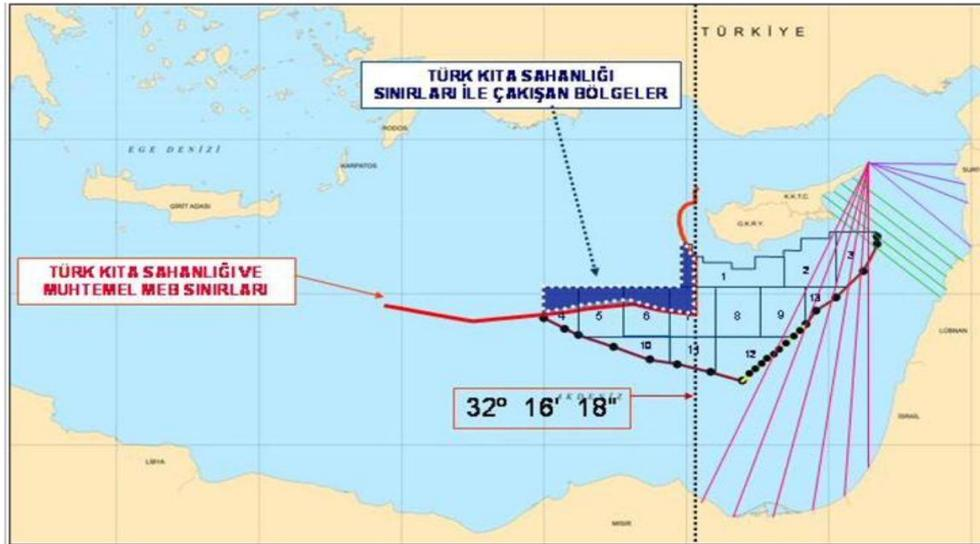 TÜRKİYE
TÜRK KITA SAHANLIĞI
SINIRLARI İLE ÇAKIŞAN BÖLGELER
RODOS
EGE DENİZİ
KARPATOS
GİRİT ADASI
K.K.T.C.
G.K.R.Y.
TÜRK KITA SAHANLIĞI VE
MUHTEMEL MEB SINIRLARI
1
2
3
4
5
6
7
8
9
13
10
11
12
LÜBNAN
AKDENİZ
32° 16' 18"
İSRAİL
LİBYA
MISIR